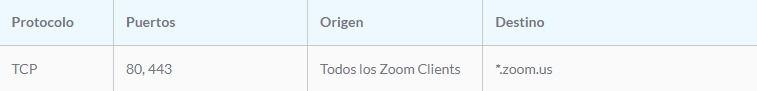 Protocolo Puertos Origen Destino
TCP 80, 443 Todos los Zoom Clients *.zoom.us